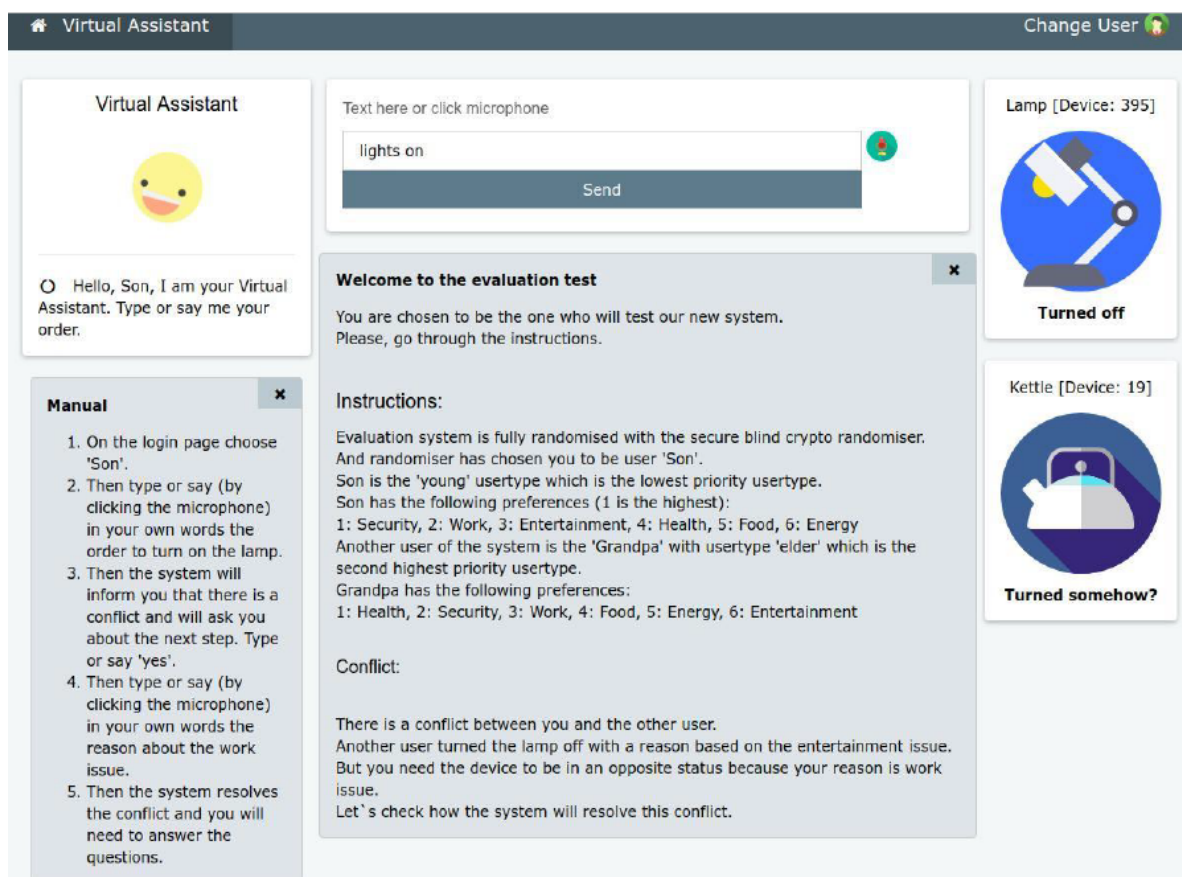 Virtual Assistant
Change User
Virtual Assistant
Hello, Son, I am your Virtual
Assistant. Type or say me your
order.
Manual
1. On the login page choose
'Son'.
2. Then type or say (by
clicking the microphone)
in your own words the
order to turn on the lamp.
3. Then the system will
inform you that there is a
conflict and will ask you
about the next step. Type
or say 'yes'.
4. Then type or say (by
clicking the microphone)
in your own words the
reason about the work
issue.
5. Then the system resolves
the conflict and you will
need to answer the
questions.
Text here or click microphone
lights on
Send
Welcome to the evaluation test
You are chosen to be the one who will test our new system.
Please, go through the instructions.
Instructions:
Evaluation system is fully randomised with the secure blind crypto randomiser.
And randomiser has chosen you to be user 'Son'.
Son is the 'young' usertype which is the lowest priority usertype.
Son has the following preferences (1 is the highest):
1: Security, 2: Work, 3: Entertainment, 4: Health, 5: Food, 6: Energy
Another user of the system is the 'Grandpa' with usertype 'elder' which is the
second highest priority usertype.
Grandpa has the following preferences:
1: Health, 2: Security, 3: Work, 4: Food, 5: Energy, 6: Entertainment
Conflict:
There is a conflict between you and the other user.
Another user turned the lamp off with a reason based on the entertainment issue.
But you need the device to be in an opposite status because your reason is work
issue.
Let`s check how the system will resolve this conflict.
Lamp [Device: 395]
Turned off
Kettle [Device: 19]
Turned somehow?